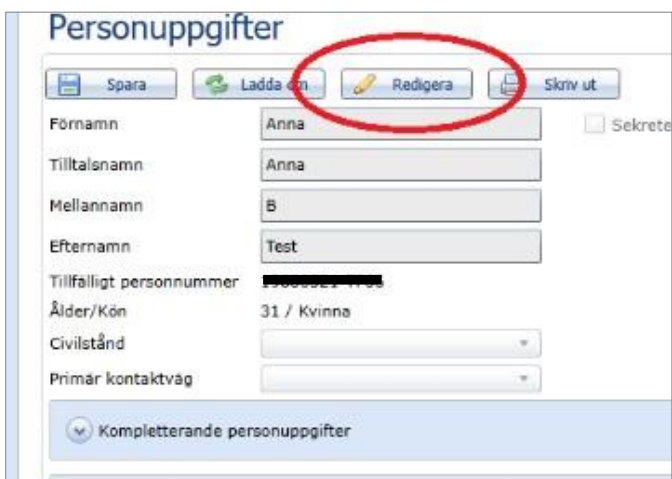 Personuppgifter
Spara Ladda om Redigera Skriv ut
Förnamn Anna Sekrete
Tilltalsnamn Anna
Mellannamn B
Efternamn Test
Tillfälligt personnummer
Ålder/Kön 31 / Kvinna
Civilstånd
Primär kontaktväg
Kompletterande personuppgifter